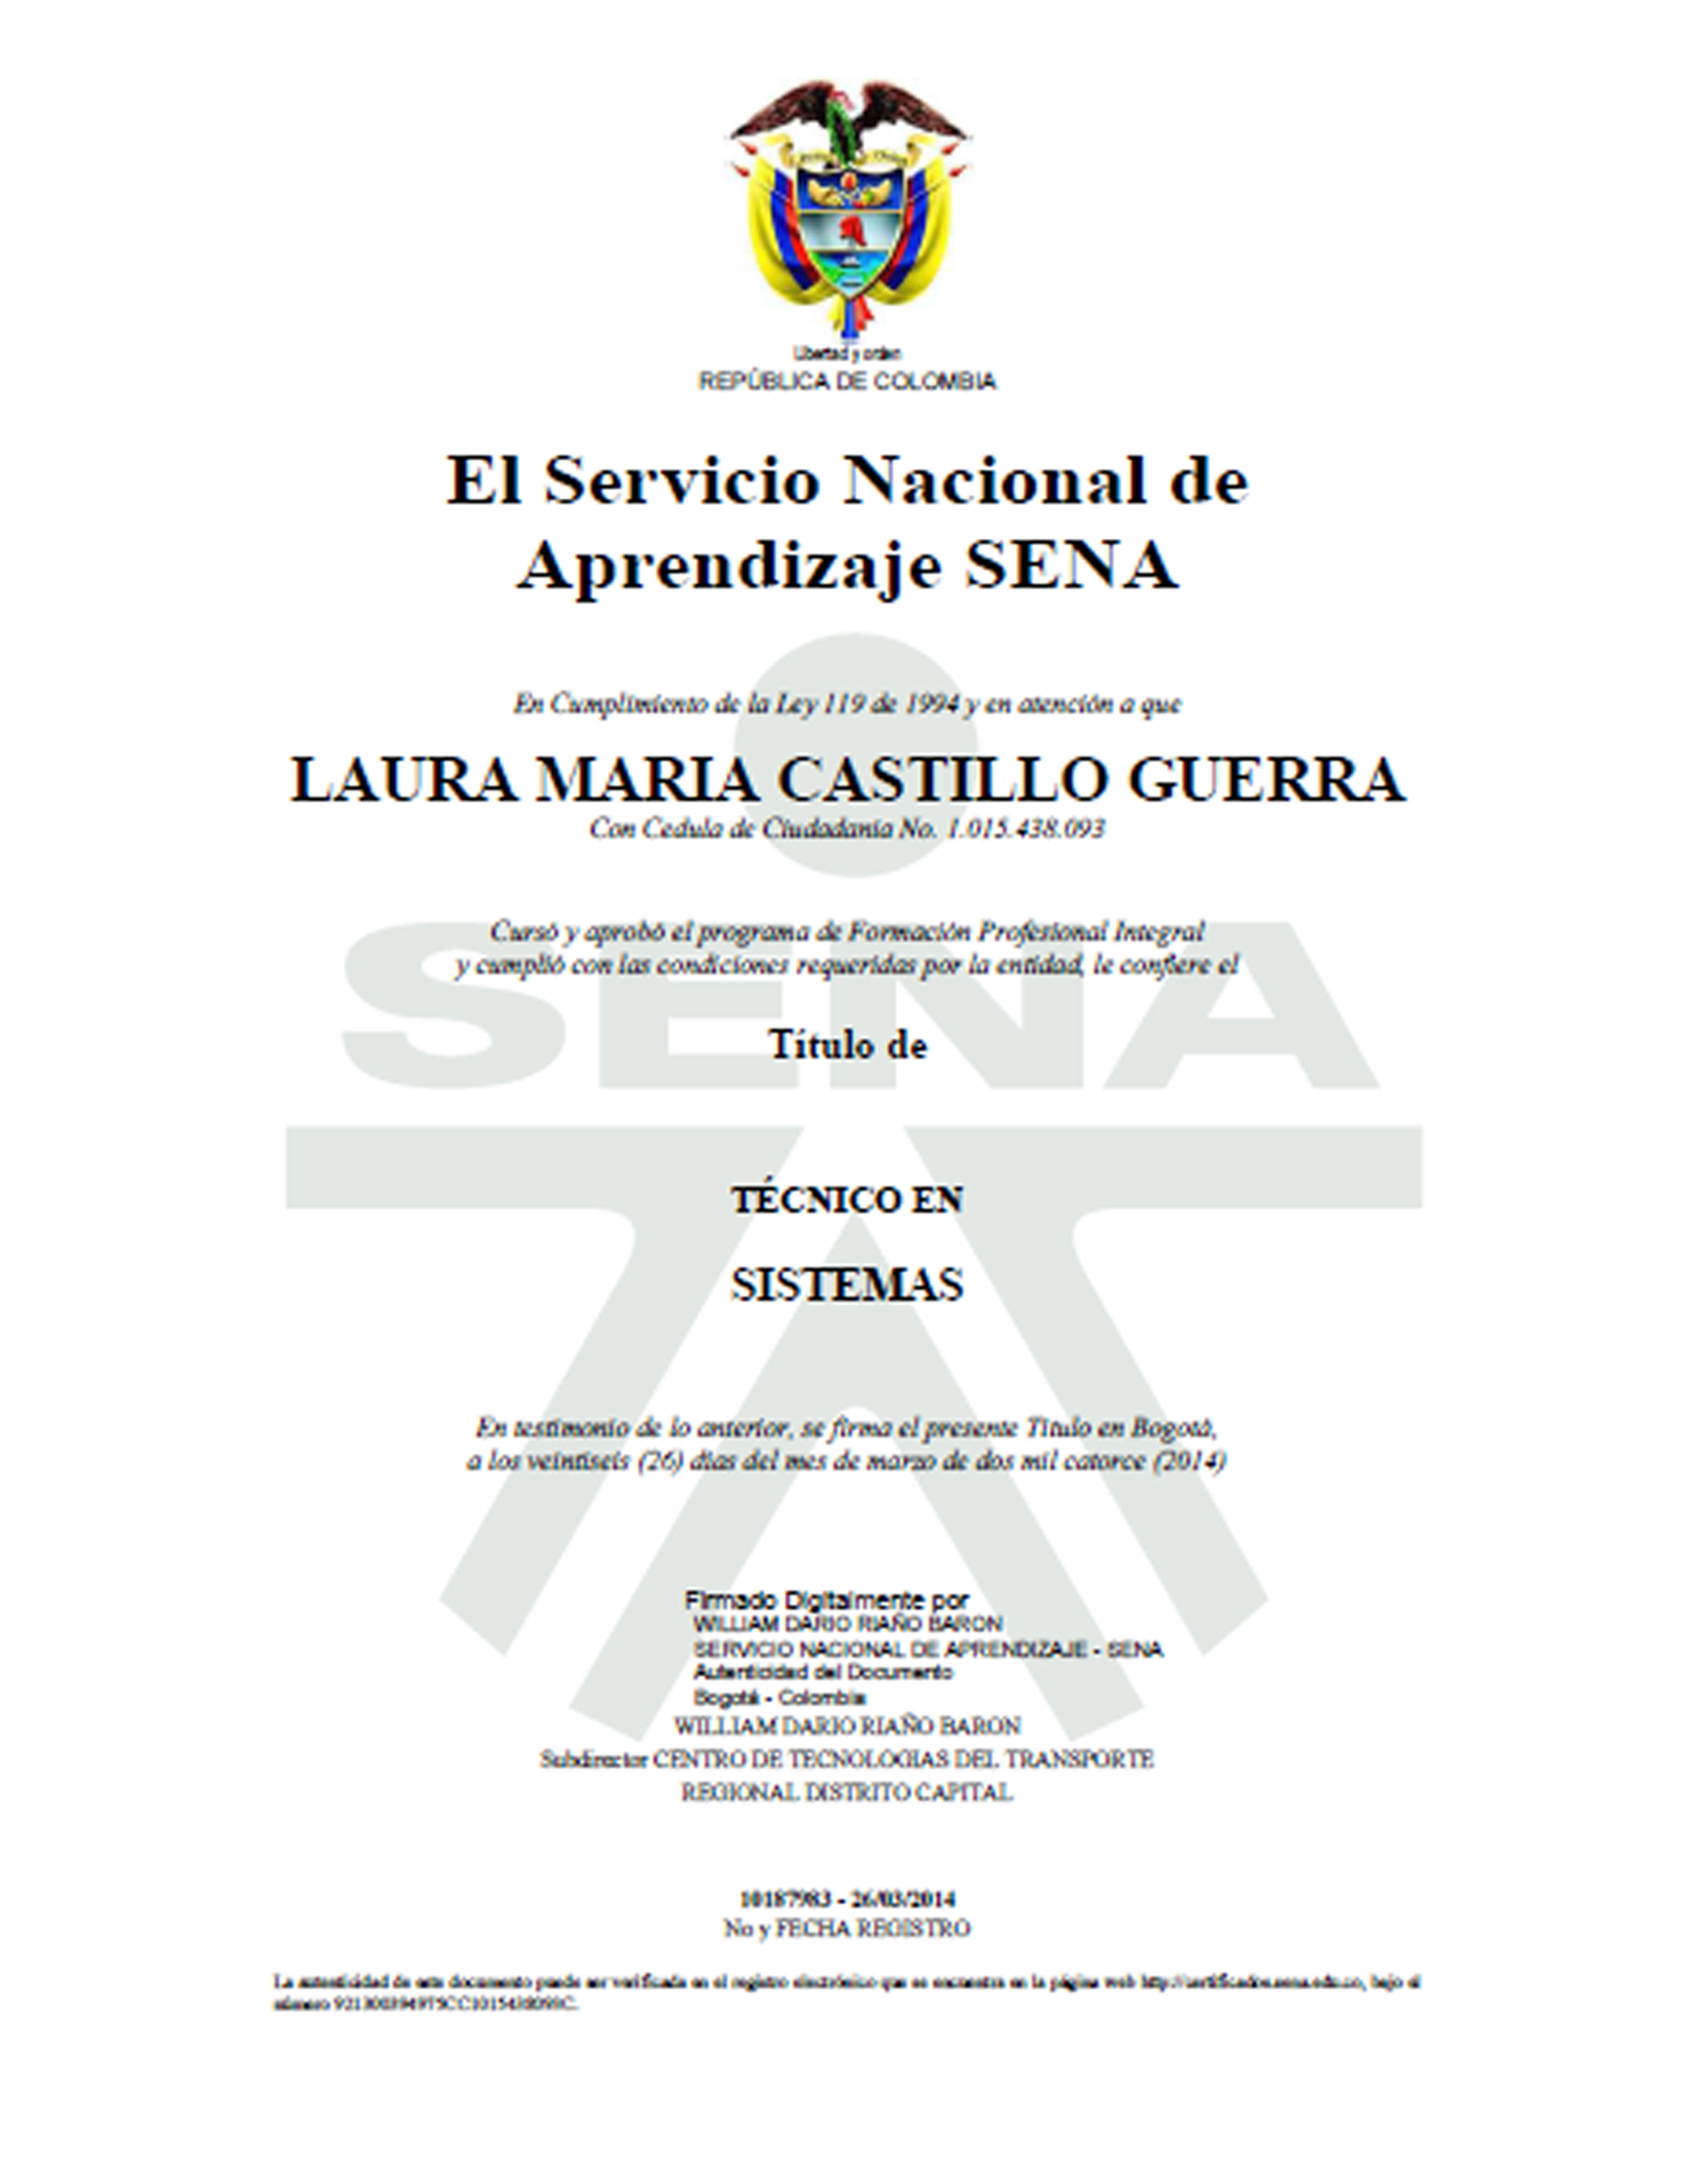 Libertad y orden
REPÚBLICA DE COLOMBIA
El Servicio Nacional de
Aprendizaje SENA
En Cumplimiento de la Ley 119 de 1994 y en atención a que
LAURA MARIA CASTILLO GUERRA
Con Cedula de Ciudadania No. 1.015.438.093
Cursó y aprobó el programa de Formación Profesional Integral
y cumplió con las condiciones requeridas por la entidad, le confiere el
SENA
Título de
TÉCNICO EN
SISTEMAS
En testimonio de lo anterior, se firma el presente Título en Bogotá,
a los veintiseis (26) días del mes de marzo de dos mil catorce (2014)
Firmado Digitalmente por
WILLIAM DARIO RIAÑO BARON
SERVICIO NACIONAL DE APRENDIZAJE - SENA
Autenticidad del Documento
Bogotá - Colombia
WILLIAM DARIO RIAÑO BARON
Subdirector CENTRO DE TECNOLOGIAS DEL TRANSPORTE
REGIONAL DISTRITO CAPITAL
10187983 - 26/03/2014
No y FECHA REGISTRO
La autenticidad de este documento puede ser verificada en el registro electrónico que se encuentra en la página web http://certificados.sena.edu.co, bajo el
número